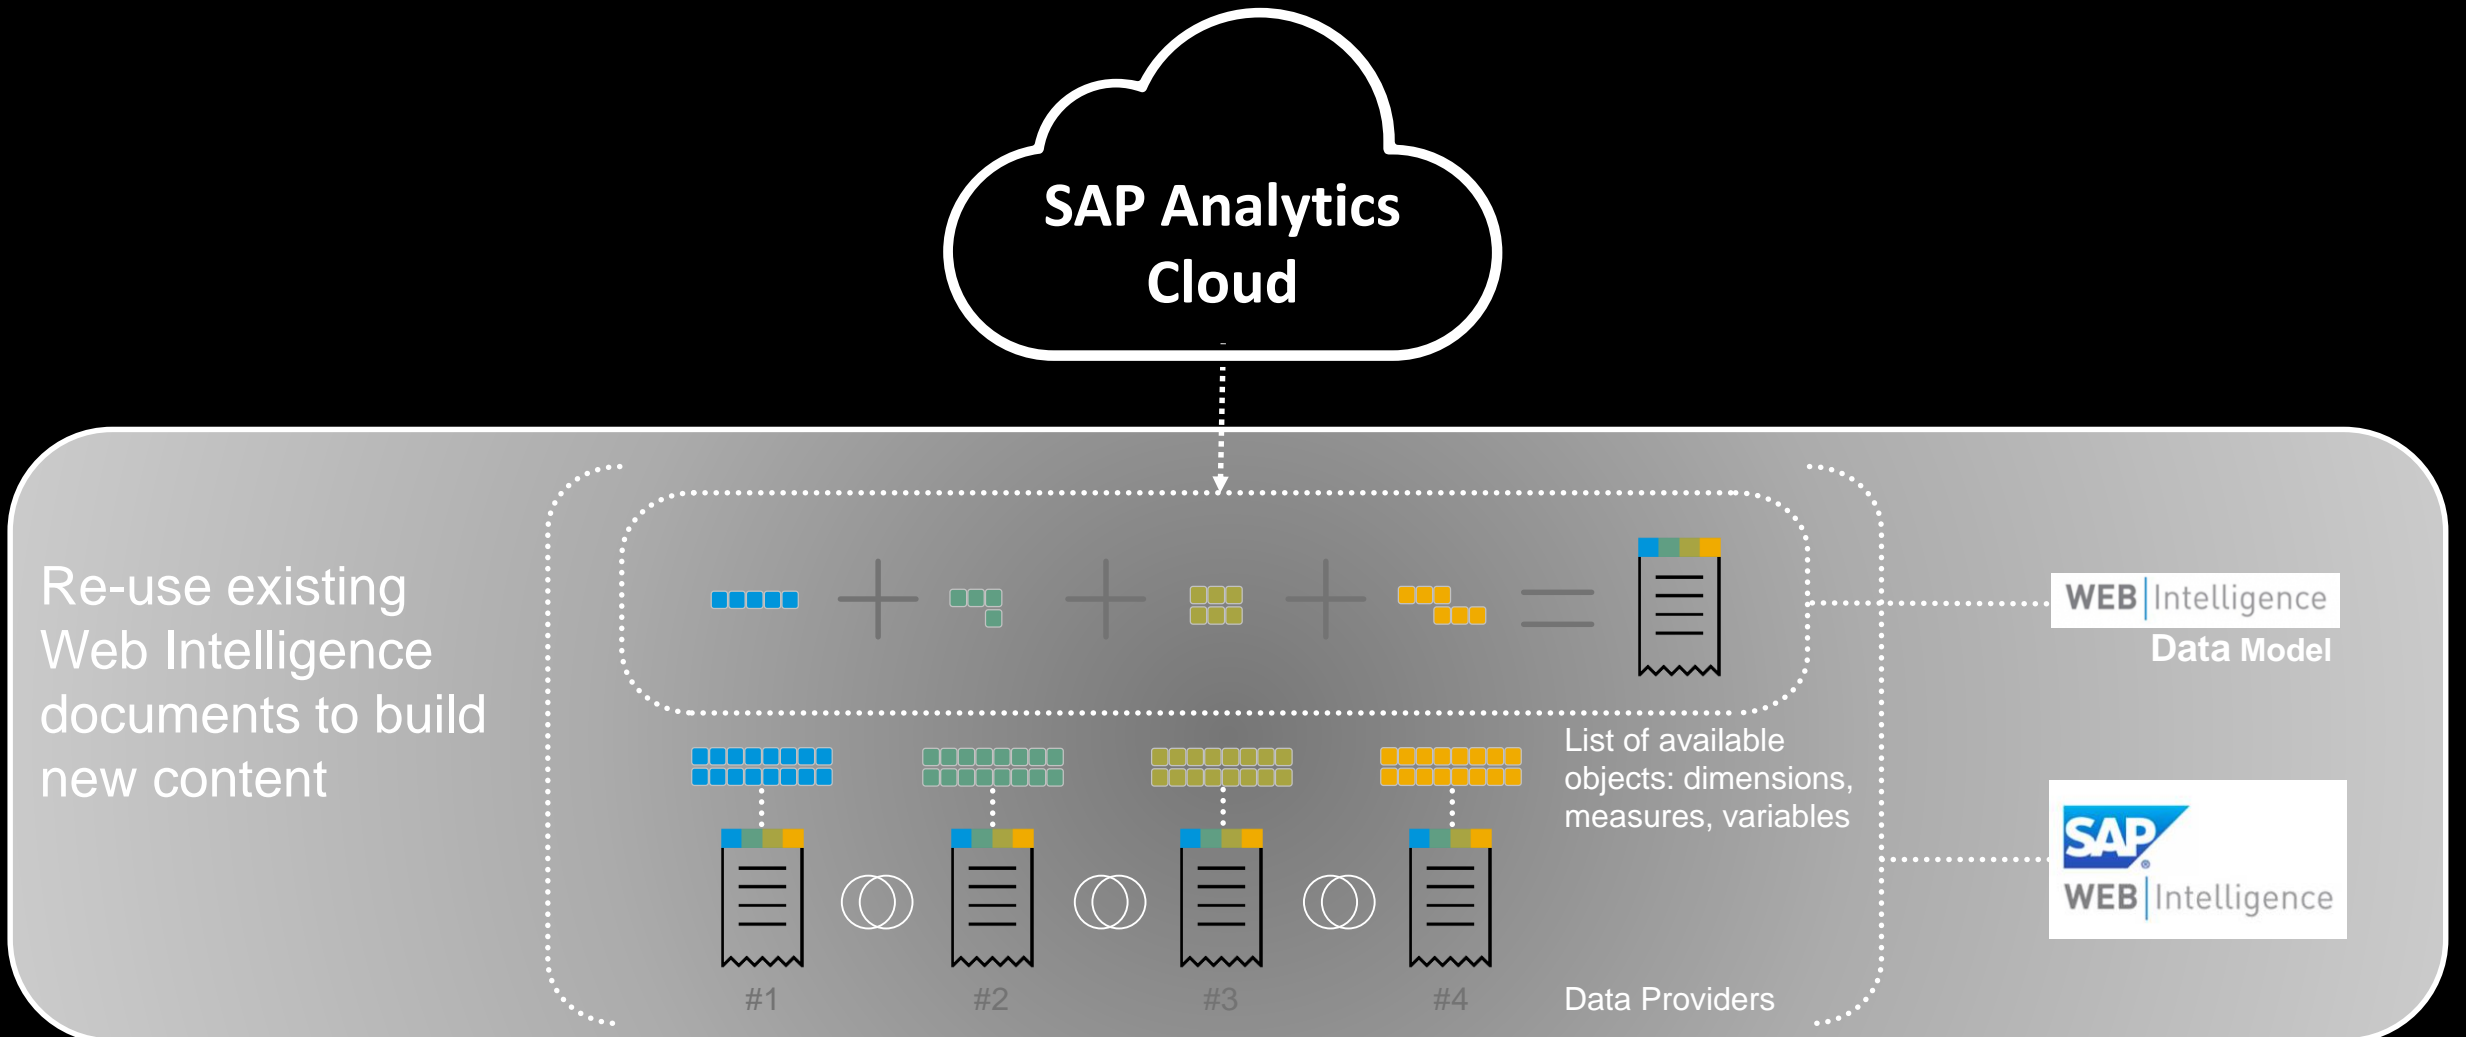 SAP Analytics
Cloud
Re-use existing
Web Intelligence
documents to build
new content
WEB Intelligence
Data Model
List of available
objects: dimensions,
measures, variables
SAP
WEB Intelligence
#1 #2 #3 #4 Data Providers